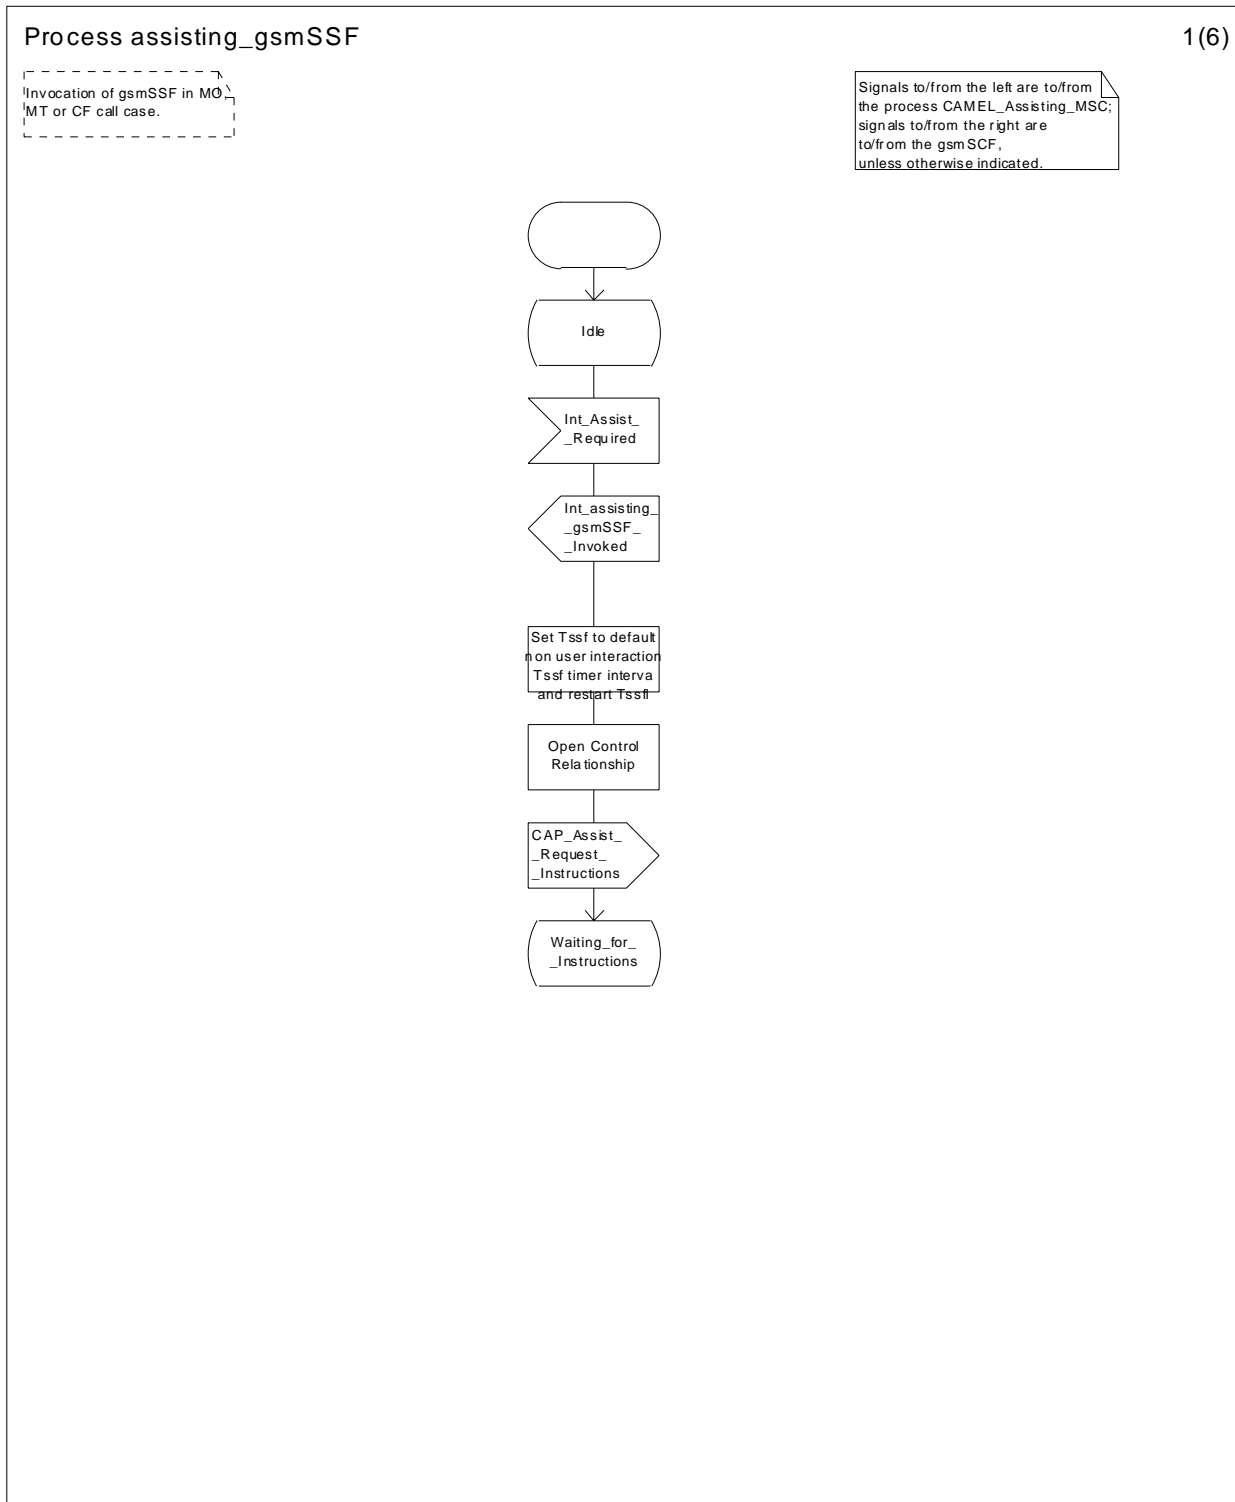 Process assisting_gsmSSF
1(6)
Invocation of gsmSSF in MO,
MT or CF call case.
Signals to/from the left are to/from
the process CAMEL_Assisting_MSC;
signals to/from the right are
to/from the gsmSCF,
unless otherwise indicated.
Idle
Int_Assist_
_Required
Int_assisting_
_gsmSSF_
_Invoked
Set Tssf to default
non user interaction
Tssf timer interva
and restart Tssfl
Open Control
Relationship
CAP_Assist_
_Request_
_Instructions
Waiting_for_
_Instructions